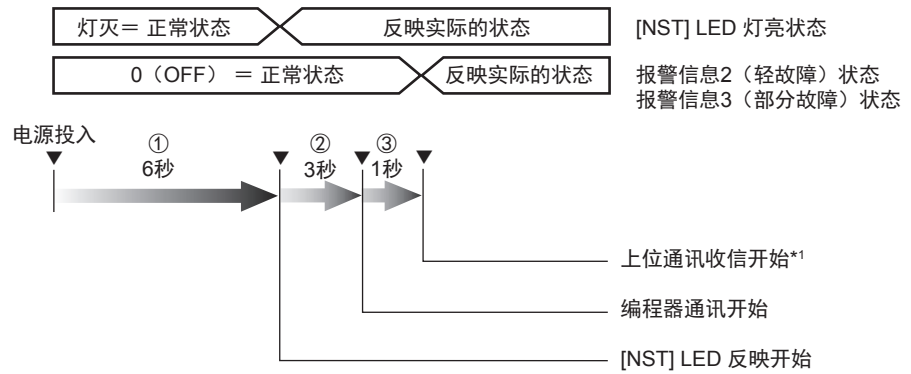 灯灭＝ 正常状态 反映实际的状态 [NST] LED 灯亮状态
0（OFF） ＝ 正常状态 反映实际的状态 报警信息2（轻故障）状态
报警信息3（部分故障）状态
电源投入
① ② ③
6秒 3秒 1秒
上位通讯收信开始*1
编程器通讯开始
[NST] LED 反映开始